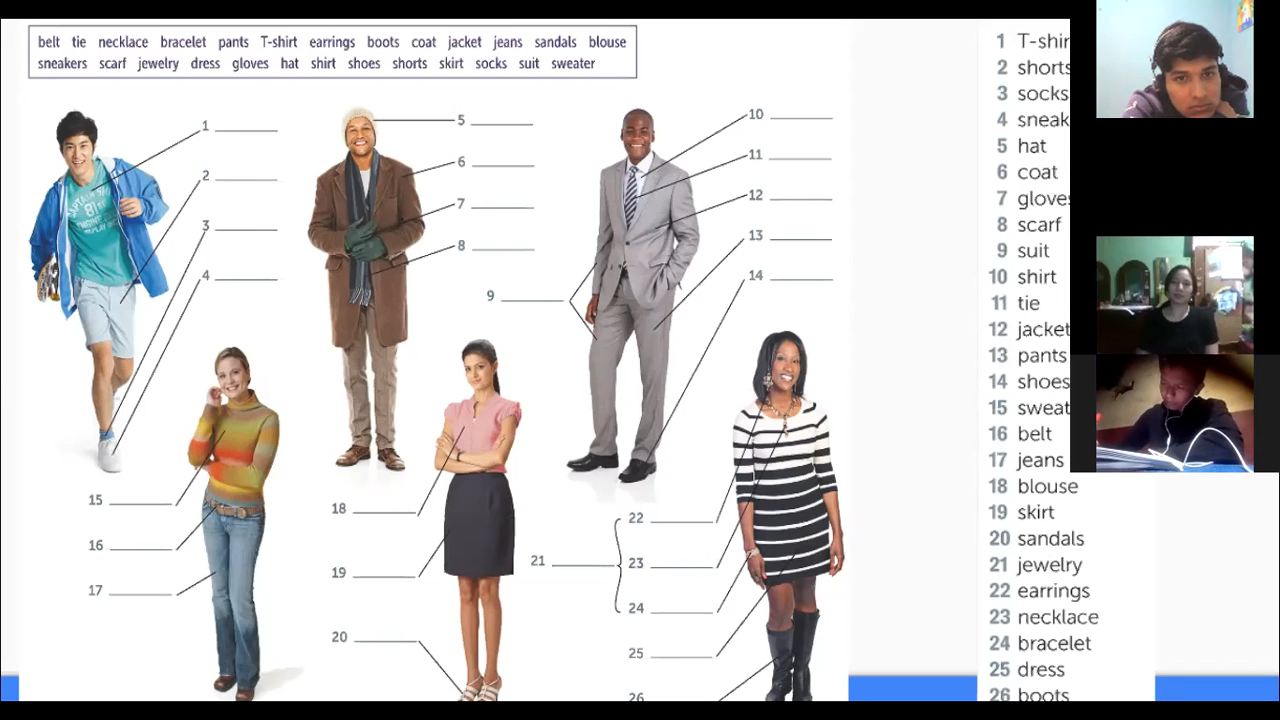 belt tie necklace bracelet pants T-shirt earrings boots coat jacket jeans sandals blouse
sneakers scarf jewelry dress gloves hat shirt shoes shorts skirt socks suit sweater
1
2
3
4
5
6
7
8
9
10
11
12
13
14
15
16
17
18
19
20
21
22
23
24
25
26
1 T-shir
2 shorts
3 socks
4 sneak
5 hat
6 coat
7 gloves
8 scarf
9 suit
10 shirt
11 tie
12 jacket
13 pants
14 shoes
15 sweat
16 belt
17 jeans
18 blouse
19 skirt
20 sandals
21 jewelry
22 earrings
23 necklace
24 bracelet
25 dress
26 boots